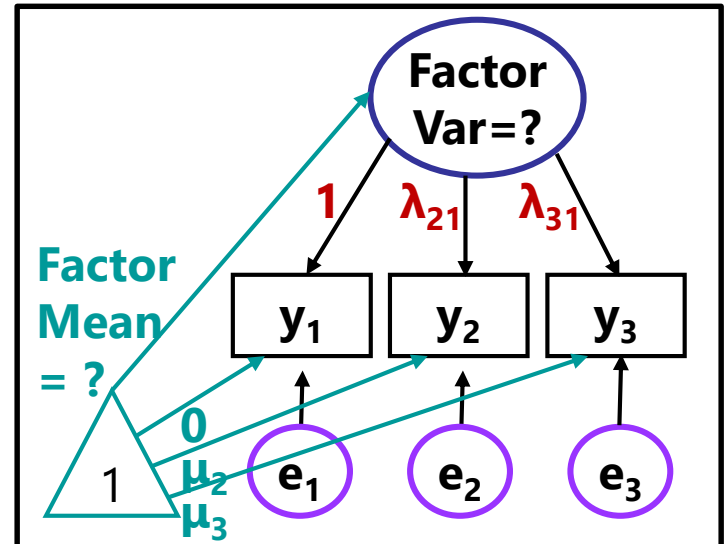 Factor
Var=?
1 λ₂₁ λ₃₁
Factor
Mean
= ?
y₁ y₂ y₃
0
μ₂
μ₃
1
e₁ e₂ e₃